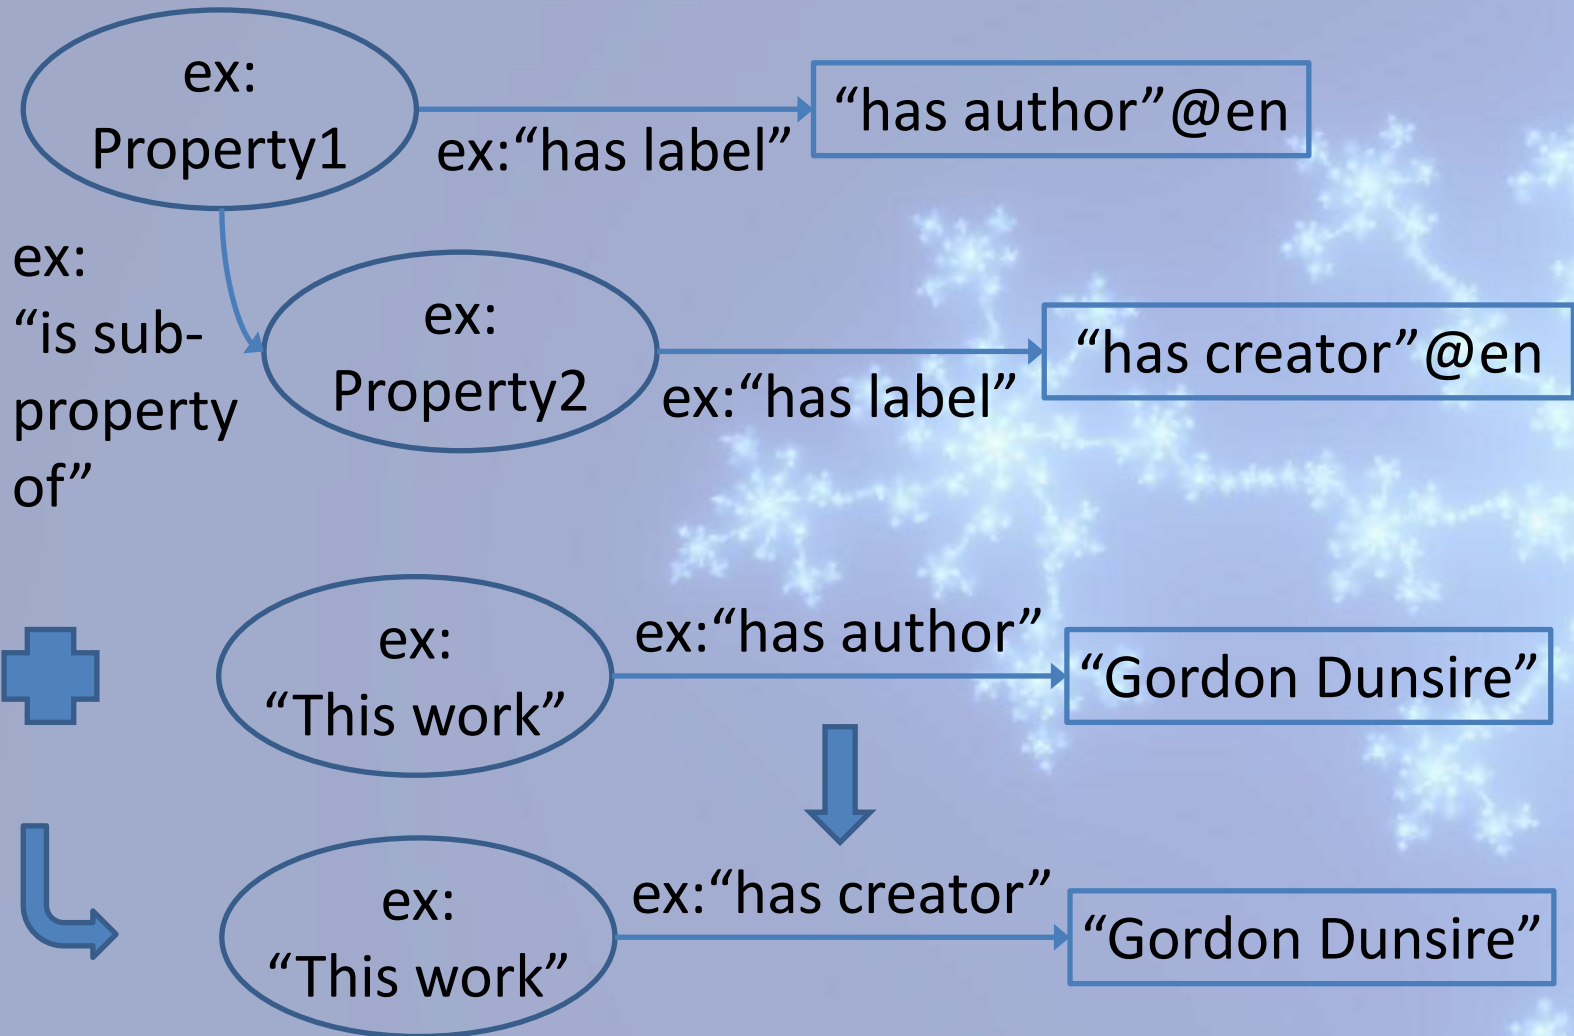 ex:
Property1
ex:“has label”
“has author”@en
ex:
“is sub-
property
of”
ex:
Property2
ex:“has label”
“has creator”@en
ex:
“This work”
ex:“has author”
“Gordon Dunsire”
ex:
“This work”
ex:“has creator”
“Gordon Dunsire”